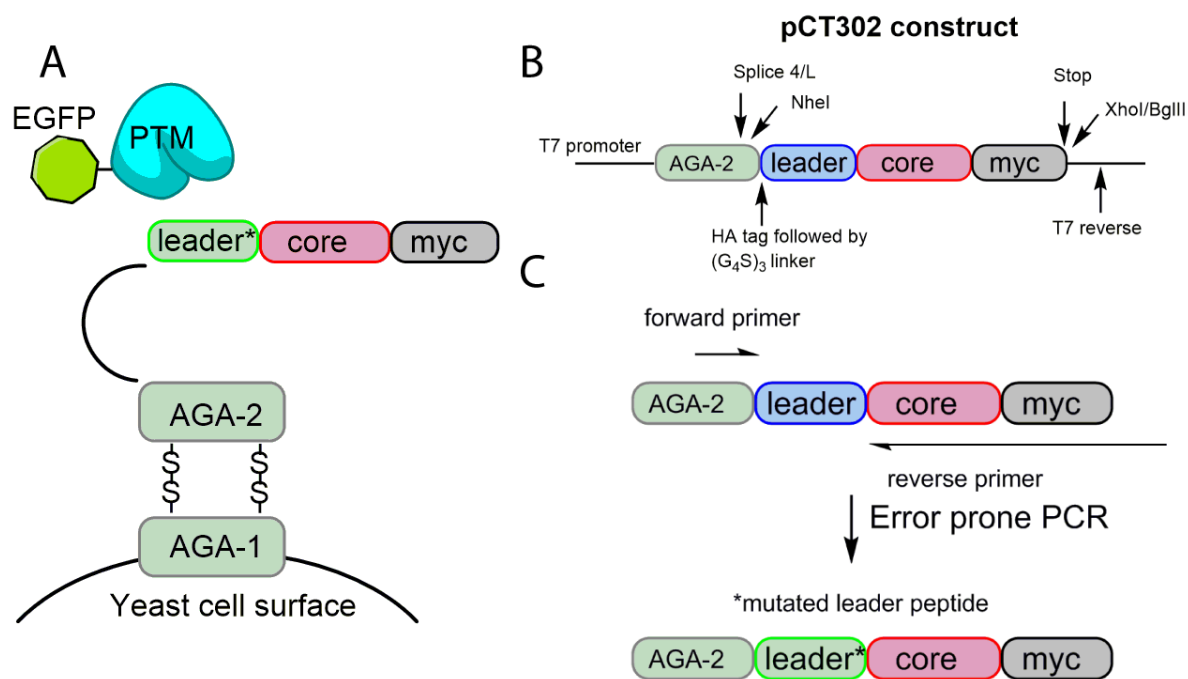 A
EGFP
PTM
leader*
core
myc
AGA-2
S
S
S
S
AGA-1
Yeast cell surface
pCT302 construct
B
Splice 4/L
NheI
Stop
XhoI/BglII
T7 promoter
AGA-2
leader
core
myc
HA tag followed by
(G4S)3 linker
T7 reverse
C
forward primer
AGA-2
leader
core
myc
reverse primer
Error prone PCR
*mutated leader peptide
AGA-2
leader*
core
myc